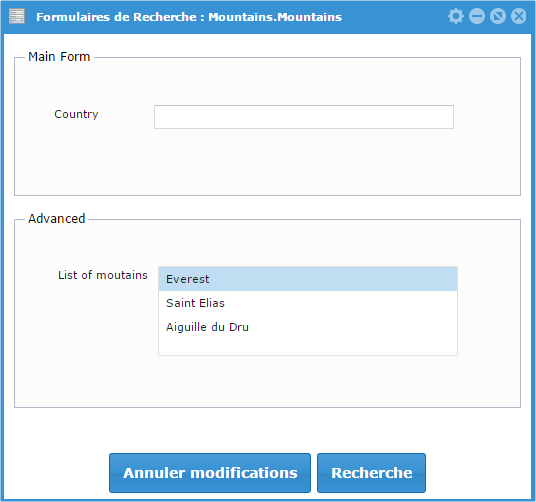 Formulaires de Recherche : Mountains.Mountains
Main Form
Country
Advanced
List of moutains
Everest
Saint Elias
Aiguille du Dru
Annuler modifications Recherche